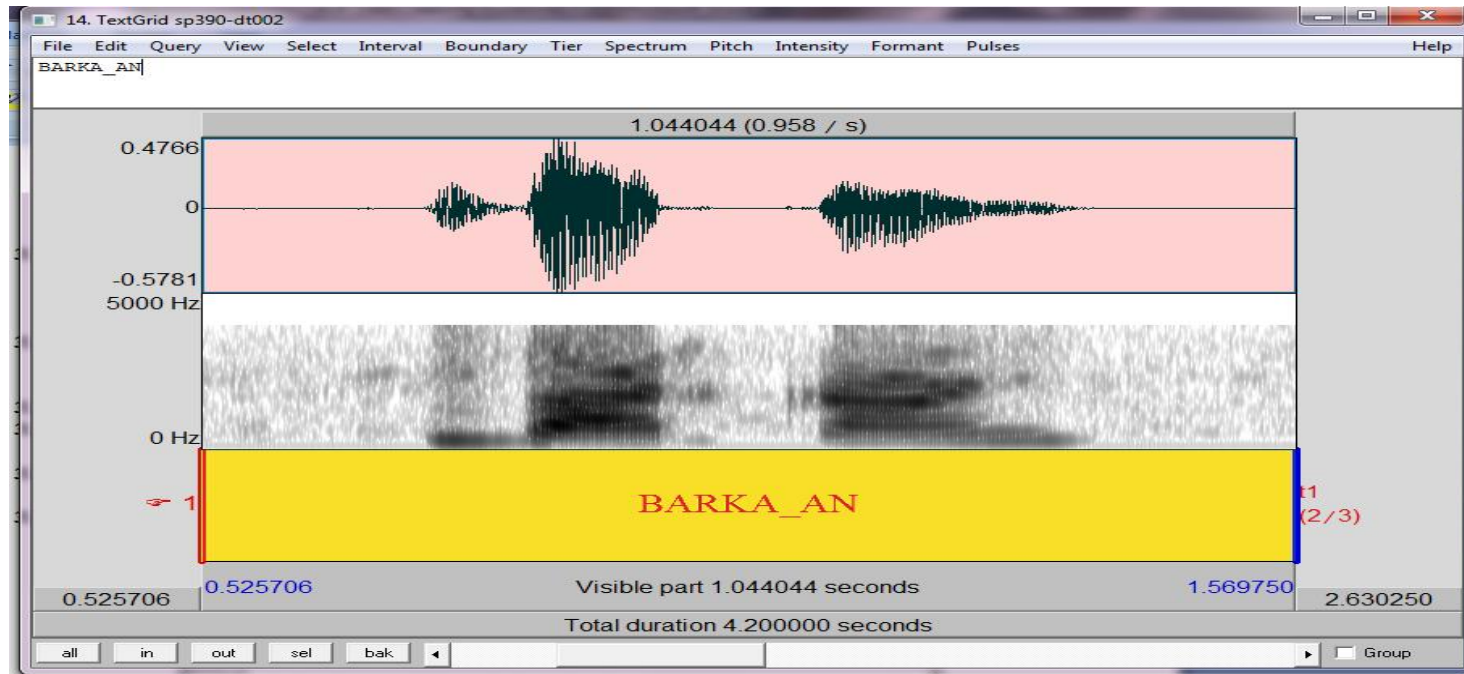 14. TextGrid sp390-dt002
File Edit Query View Select Interval Boundary Tier Spectrum Pitch Intensity Formant Pulses Help
BARKA_AN
1.044044 (0.958 / s)
0.4766
0
-0.5781
5000 Hz
0 Hz
☞ 1
BARKA_AN
t1
(2/3)
0.525706
0.525706 Visible part 1.044044 seconds 1.569750
2.630250
Total duration 4.200000 seconds
all in out sel bak Group